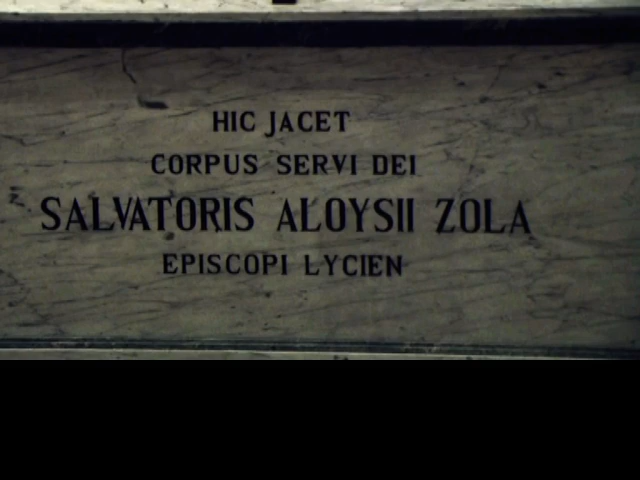 HIC JACET
CORPUS SERVI DEI
SALVATORIS ALOYSII ZOLA
EPISCOPI LYCIEN